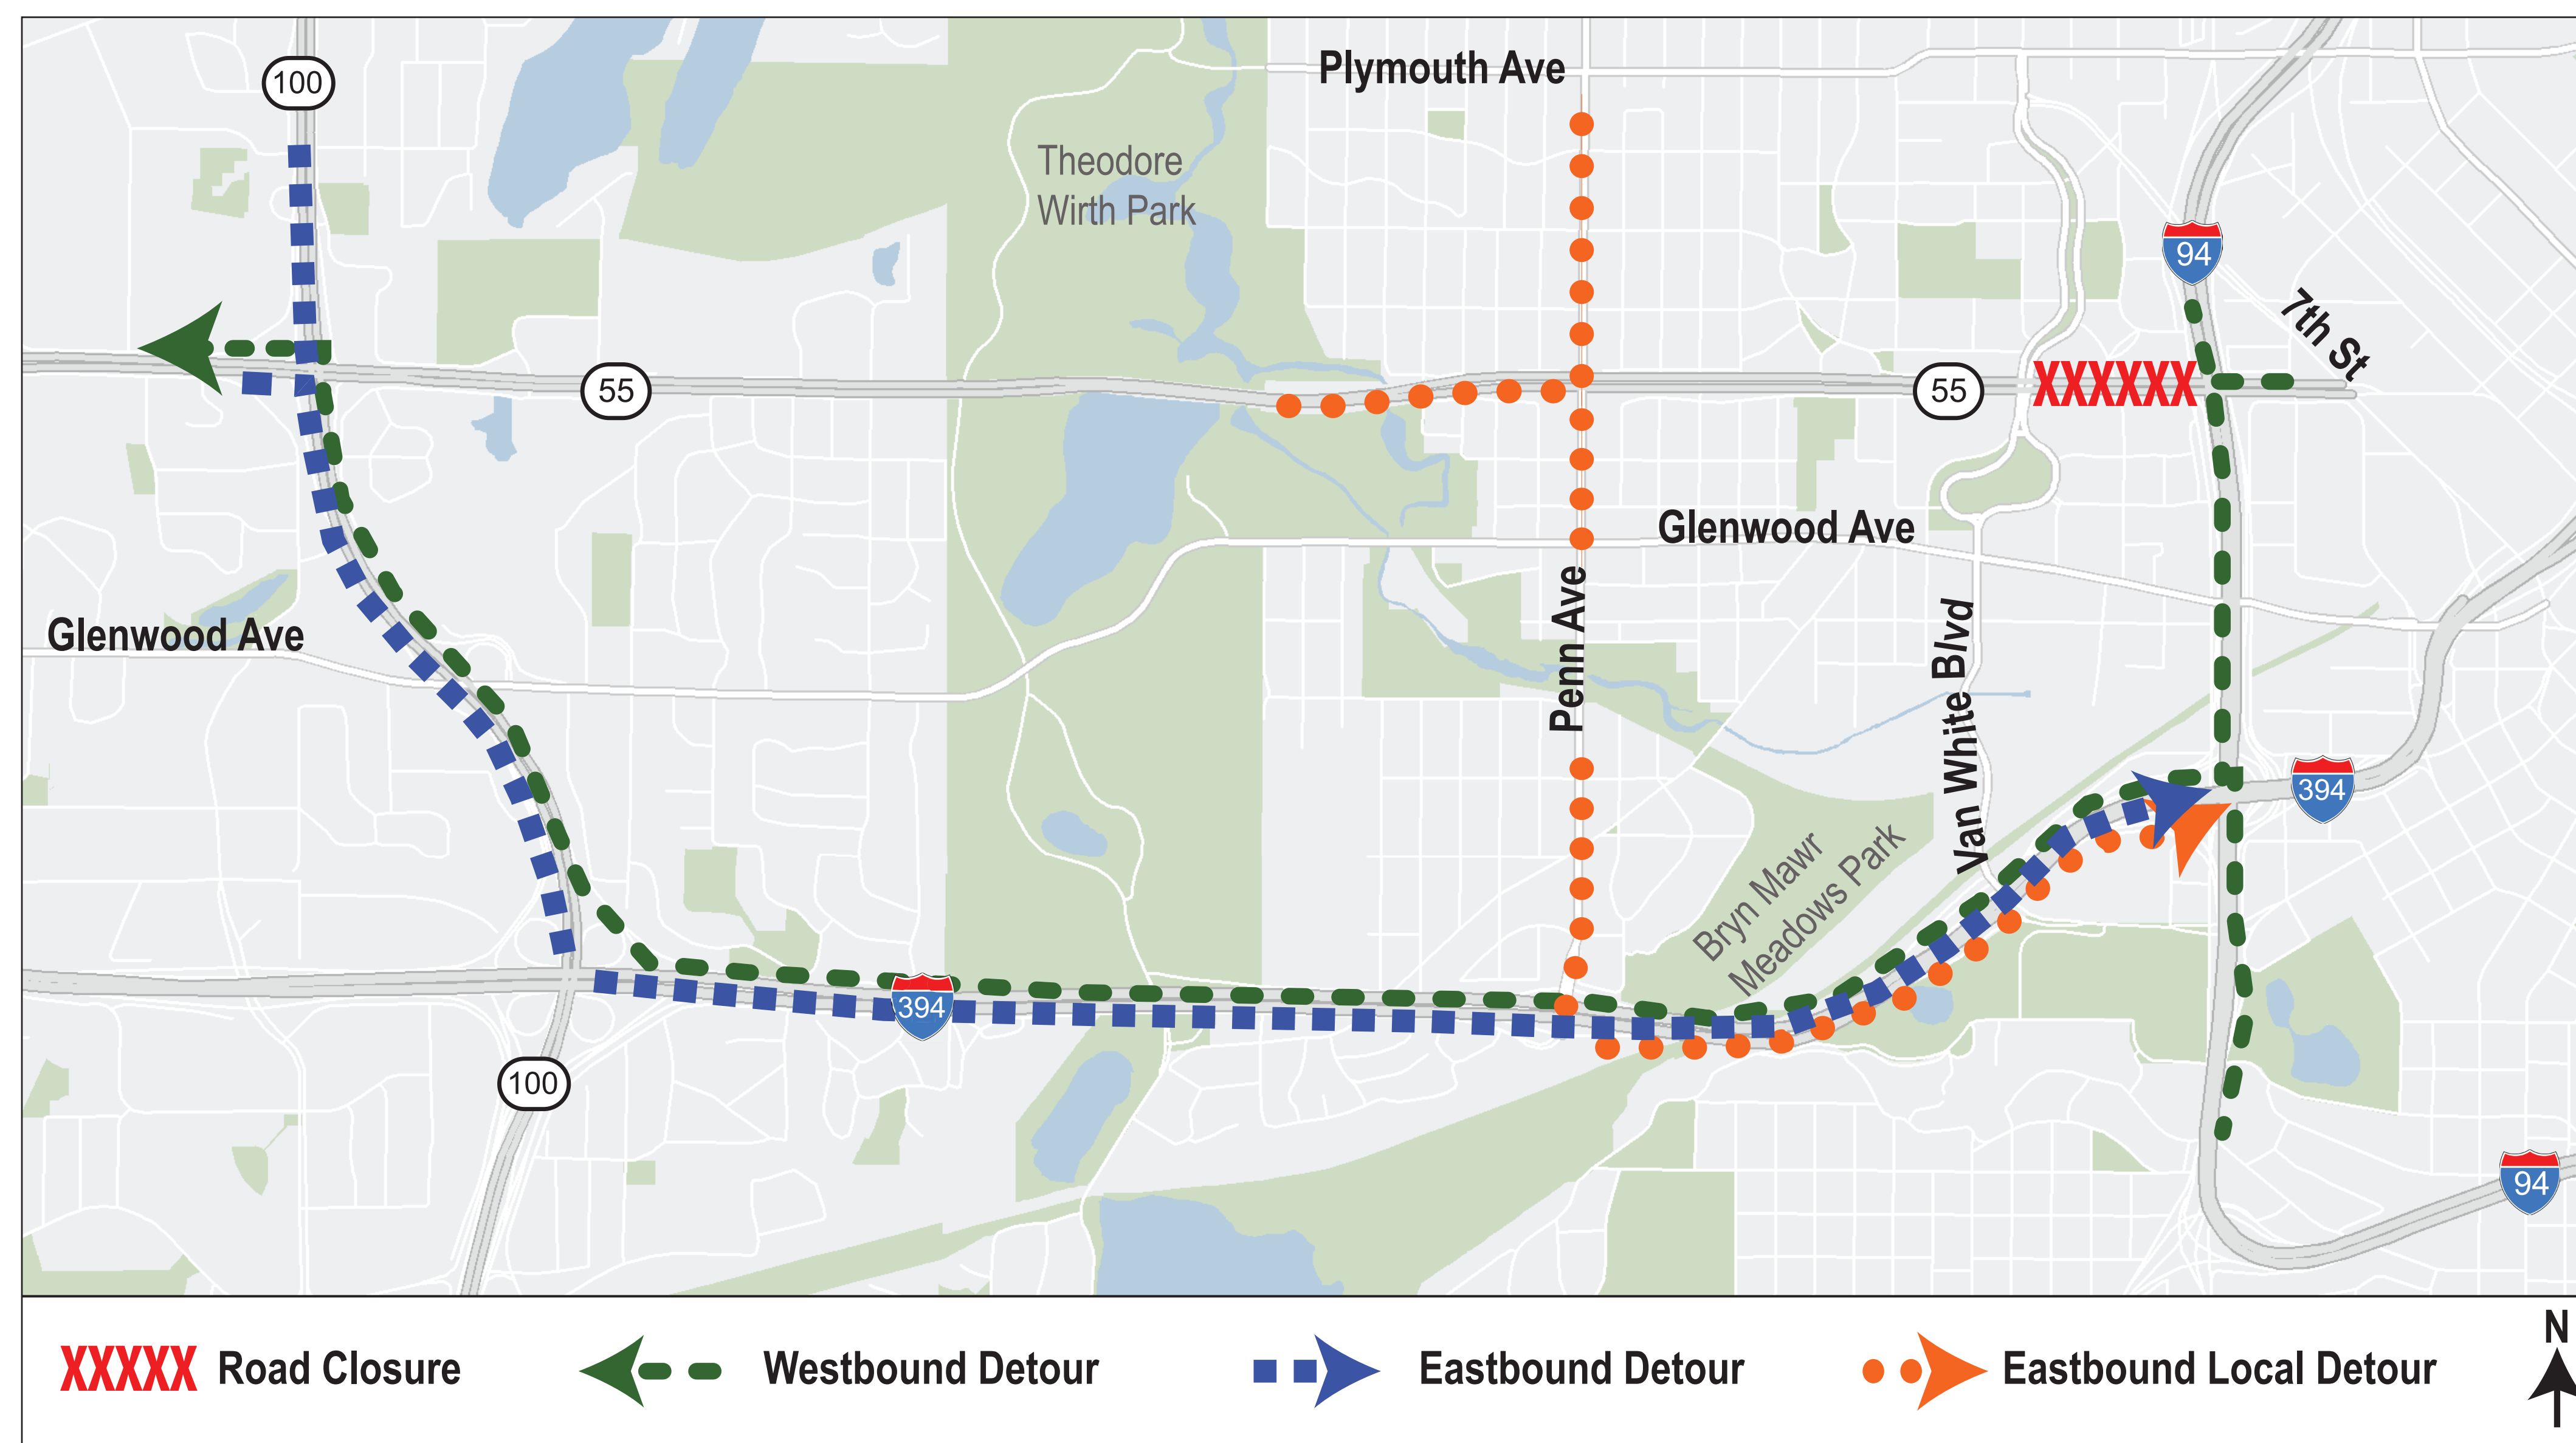 Plymouth Ave
100
Theodore
Wirth Park
94
7th St
55
55
Glenwood Ave
Glenwood Ave
Penn Ave
Van White Blvd
394
Bryn Mawr
Meadows Park
394
100
94
XXXXXX
XXXXX Road Closure
Westbound Detour
Eastbound Detour
Eastbound Local Detour
N